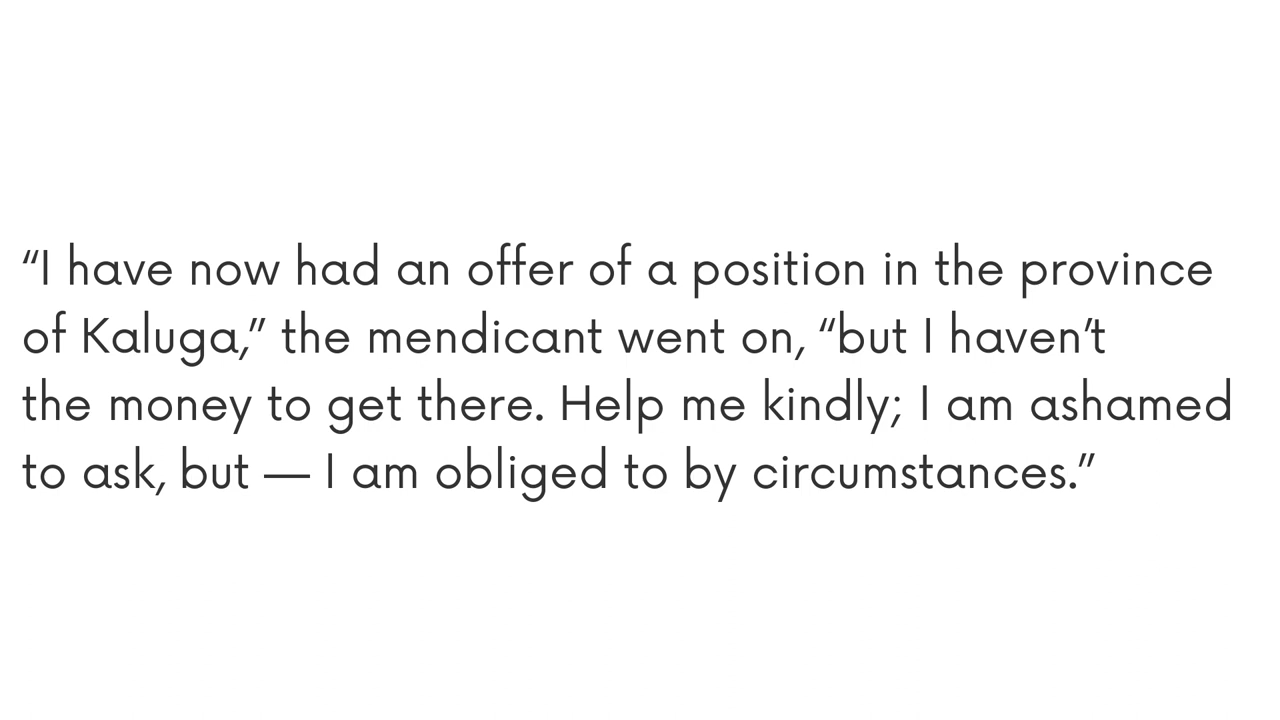 “I have now had an offer of a position in the province
of Kaluga,” the mendicant went on, “but I haven’t
the money to get there. Help me kindly; I am ashamed
to ask, but — I am obliged to by circumstances.”